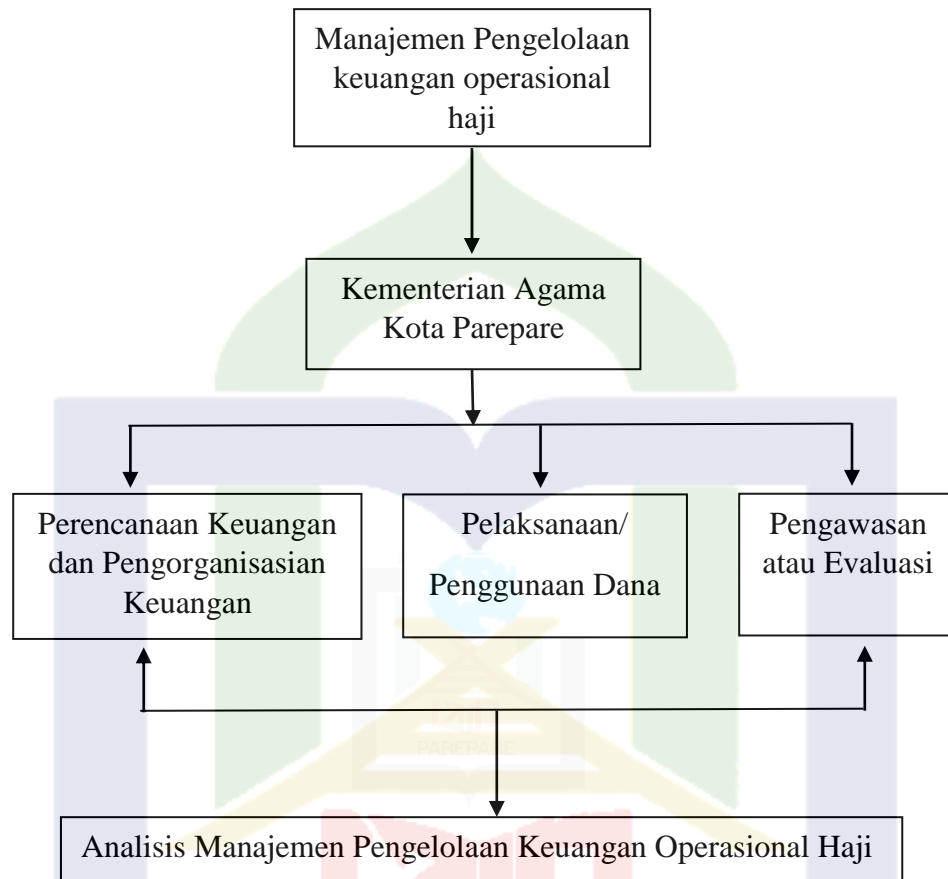 Manajemen Pengelolaan
keuangan operasional
haji
Kementerian Agama
Kota Parepare
Perencanaan Keuangan
dan Pengorganisasian
Keuangan
Pelaksanaan/
Penggunaan Dana
Pengawasan
atau Evaluasi
PAREPARE
Analisis Manajemen Pengelolaan Keuangan Operasional Haji